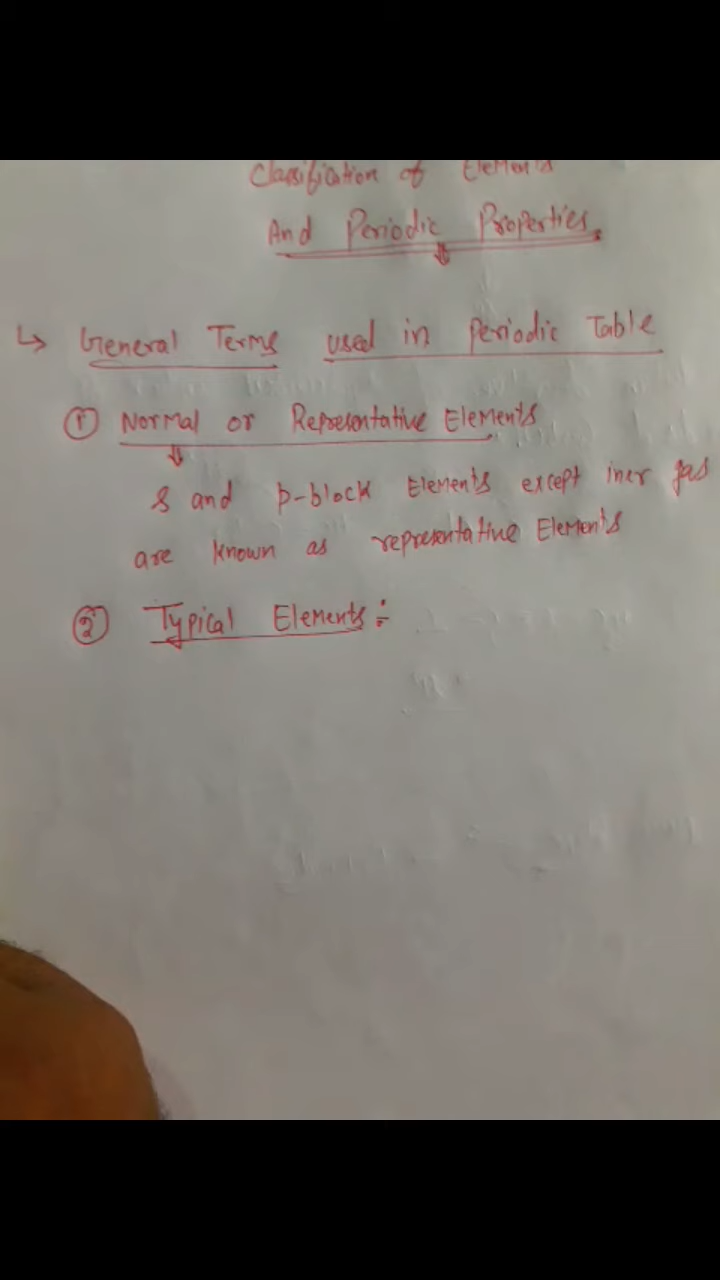 Classification of Elements
And Periodic Properties.
↳ General Terms used in Periodic Table
① Normal or Representative Elements
s and p-block Elements except iner gas
are known as representative Elements
② Typical Elements :-